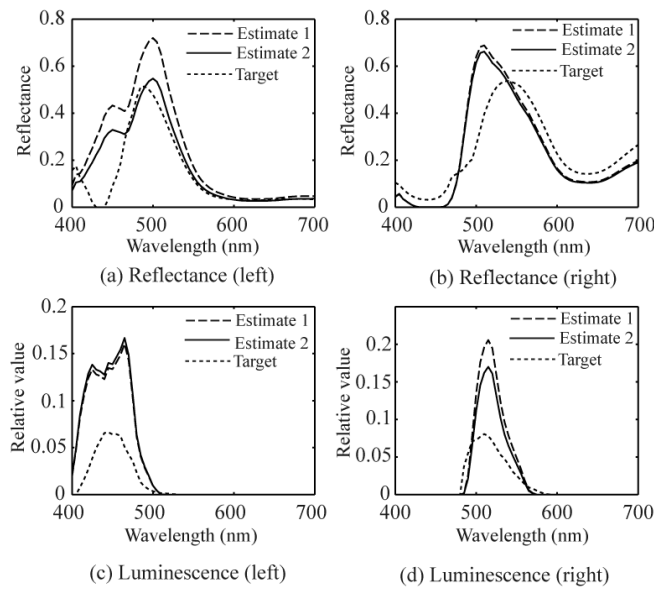 0.8
0.6
0.4
0.2
0
Reflectance
Estimate 1
Estimate 2
Target
400
500
600
700
Wavelength (nm)
(a) Reflectance (left)
0.8
0.6
0.4
0.2
0
Reflectance
Estimate 1
Estimate 2
Target
400
500
600
700
Wavelength (nm)
(b) Reflectance (right)
0.2
0.15
0.1
0.05
0
Relative value
Estimate 1
Estimate 2
Target
400
500
600
700
Wavelength (nm)
(c) Luminescence (left)
0.2
0.15
0.1
0.05
0
Relative value
Estimate 1
Estimate 2
Target
400
500
600
700
Wavelength (nm)
(d) Luminescence (right)